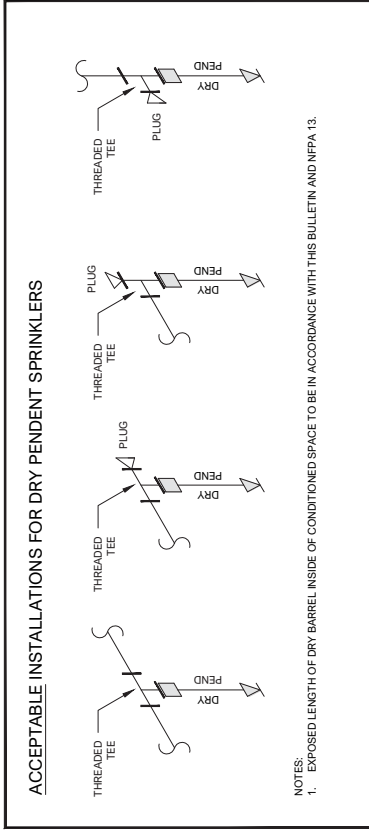 ACCEPTABLE INSTALLATIONS FOR DRY PENDENT SPRINKLERS
THREADED
TEE
DRY
PEND
THREADED
TEE
PLUG
DRY
PEND
THREADED
TEE
PLUG
DRY
PEND
THREADED
TEE
PLUG
DRY
PEND
NOTES:
1. EXPOSED LENGTH OF DRY BARREL INSIDE OF CONDITIONED SPACE TO BE IN ACCORDANCE WITH THIS BULLETIN AND NFPA 13.